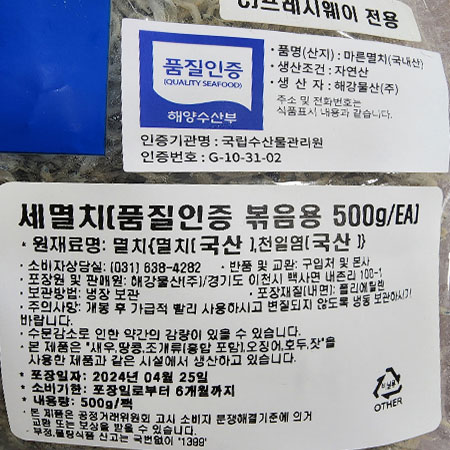 CJ프레시웨이 전용
품질인증
(QUALITY SEAFOOD)
해양수산부
· 품명(산지) : 마른멸치(국내산)
· 생산조건 : 자연산
· 생 산 자 : 해강물산(주)
주소 및 전화번호는
식품표시 내용과 같습니다.
인증기관명 : 국립수산물관리원
인증번호 : G-10-31-02
세멸치(품질인증 볶음용 500g/EA)
* 원재료명: 멸치{멸치(국산),천일염(국산)}
· 소비자상담실: (031) 638-4282 · 반품 및 교환: 구입처 및 본사
· 포장원 및 판매원: 해강물산(주)/경기도 이천시 백사면 내촌리 108-1
· 보관방법: 냉장 보관 · 포장재질(내면): 폴리에틸렌
· 주의사항: 개봉 후 가급적 빨리 사용하시고 변질되지 않도록 냉동 보관하시기
바랍니다.
수분감소로 인한 약간의 감량이 있을 수 있습니다.
· 본 제품은 "새우,땅콩,조개류(홍합 포함),오징어,호두,잣"을
사용한 제품과 같은 시설에서 생산하고 있습니다.
* 포장일: 2024년 04월 25일
* 소비기한: 포장일로부터 6개월까지
* 내용량: 500g/팩
· 본 제품은 공정거래위원회 고시 소비자 분쟁해결기준에 의거
교환 또는 보상을 받을 수 있습니다.
· 부정,불량식품 신고는 국번없이 "1399"
비닐류
OTHER